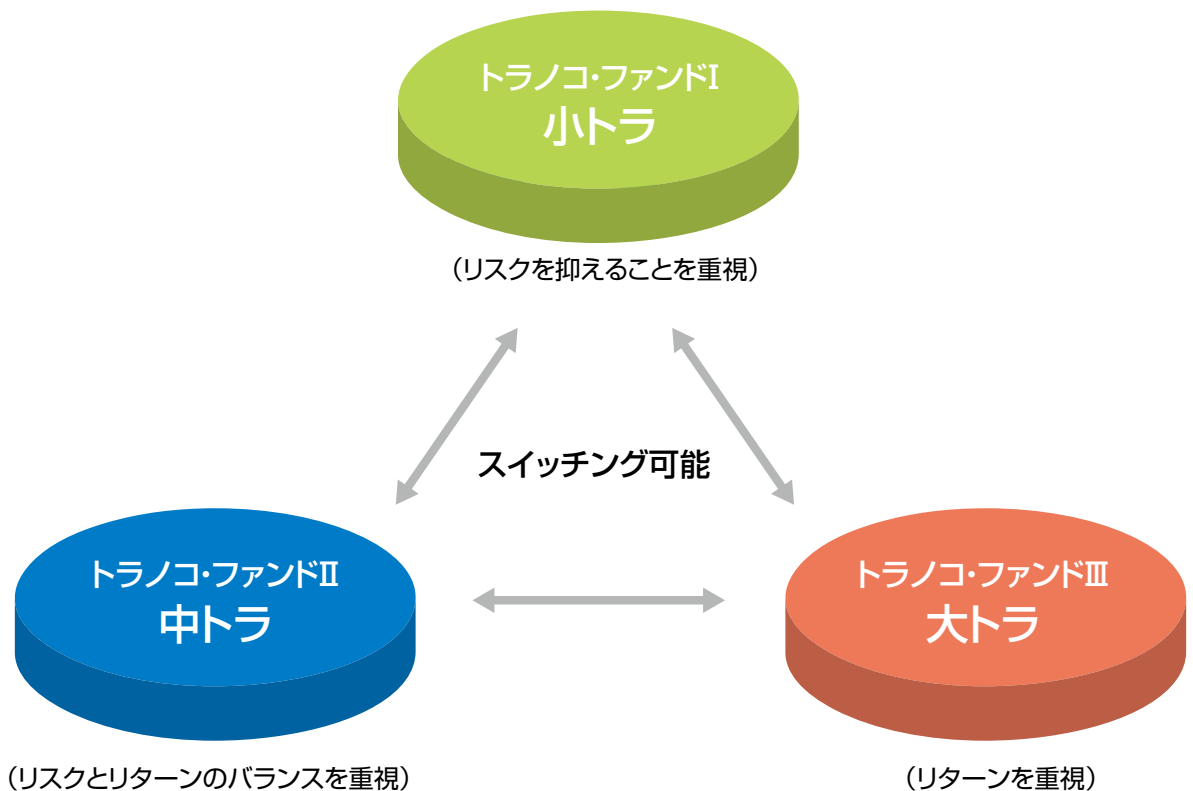 トラノコ・ファンドⅠ
小トラ
（リスクを抑えることを重視）
スイッチング可能
トラノコ・ファンドⅡ
中トラ
（リスクとリターンのバランスを重視）
トラノコ・ファンドⅢ
大トラ
（リターンを重視）